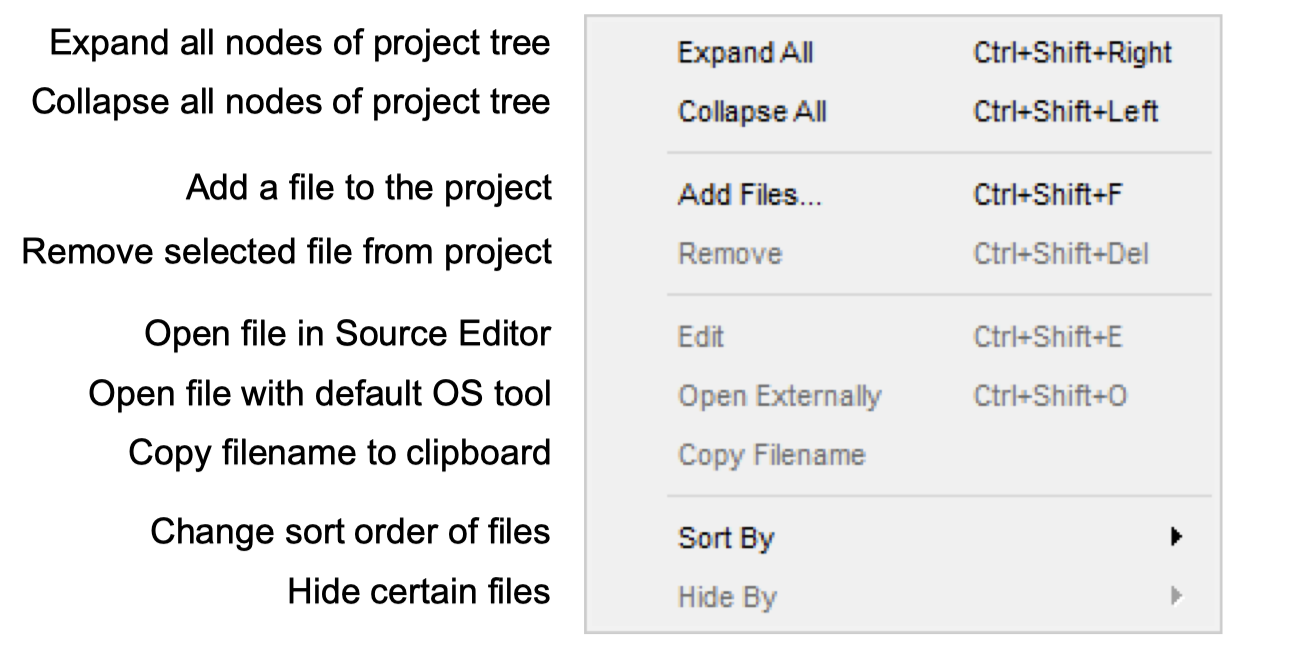 Expand all nodes of project tree Expand All Ctrl+Shift+Right
Collapse all nodes of project tree Collapse All Ctrl+Shift+Left
Add a file to the project Add Files... Ctrl+Shift+F
Remove selected file from project Remove Ctrl+Shift+Del
Open file in Source Editor Edit Ctrl+Shift+E
Open file with default OS tool Open Externally Ctrl+Shift+O
Copy filename to clipboard Copy Filename
Change sort order of files Sort By
Hide certain files Hide By